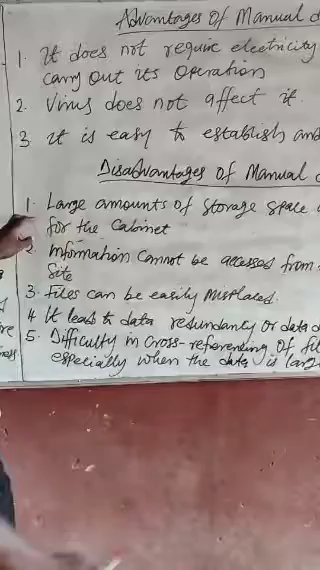 Advantages Of Manual
1. It does not require electricity
carry out its Operation
2. Virus does not affect it.
3. it is easy to establish and
Disadvantages Of Manual
1. Large amounts of storage space
for the Cabinet
2. Information Cannot be accessed from
Site
3. Files can be easily Misplaced.
4. It leads to data redundancy or data
5. Difficulty in Cross-referencing Of
especially when the data is